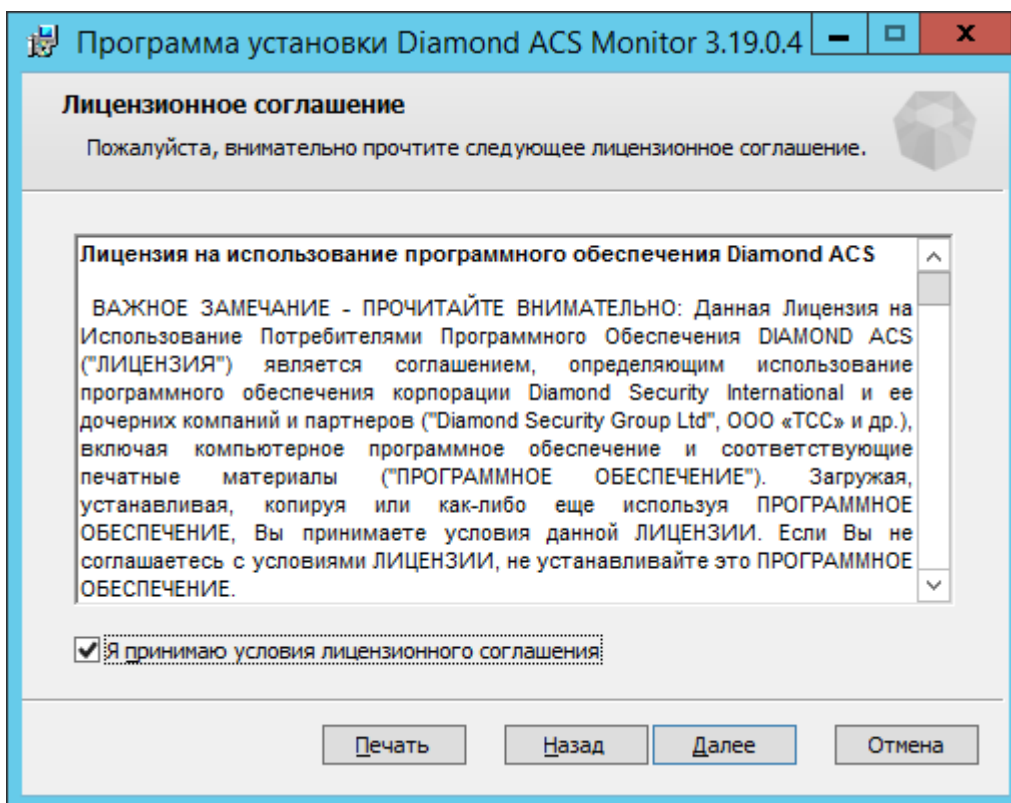 Программа установки Diamond ACS Monitor 3.19.0.4
Лицензионное соглашение
Пожалуйста, внимательно прочтите следующее лицензионное соглашение.
Лицензия на использование программного обеспечения Diamond ACS
ВАЖНОЕ ЗАМЕЧАНИЕ - ПРОЧИТАЙТЕ ВНИМАТЕЛЬНО: Данная Лицензия на
Использование Потребителями Программного Обеспечения DIAMOND ACS
("ЛИЦЕНЗИЯ") является соглашением, определяющим использование
программного обеспечения корпорации Diamond Security International и ее
дочерних компаний и партнеров ("Diamond Security Group Ltd", ООО «ТСС» и др.),
включая компьютерное программное обеспечение и соответствующие
печатные материалы ("ПРОГРАММНОЕ ОБЕСПЕЧЕНИЕ"). Загружая,
устанавливая, копируя или как-либо еще используя ПРОГРАММНОЕ
ОБЕСПЕЧЕНИЕ, Вы принимаете условия данной ЛИЦЕНЗИИ. Если Вы не
соглашаетесь с условиями ЛИЦЕНЗИИ, не устанавливайте это ПРОГРАММНОЕ
ОБЕСПЕЧЕНИЕ.
Я принимаю условия лицензионного соглашения
Печать
Назад
Далее
Отмена